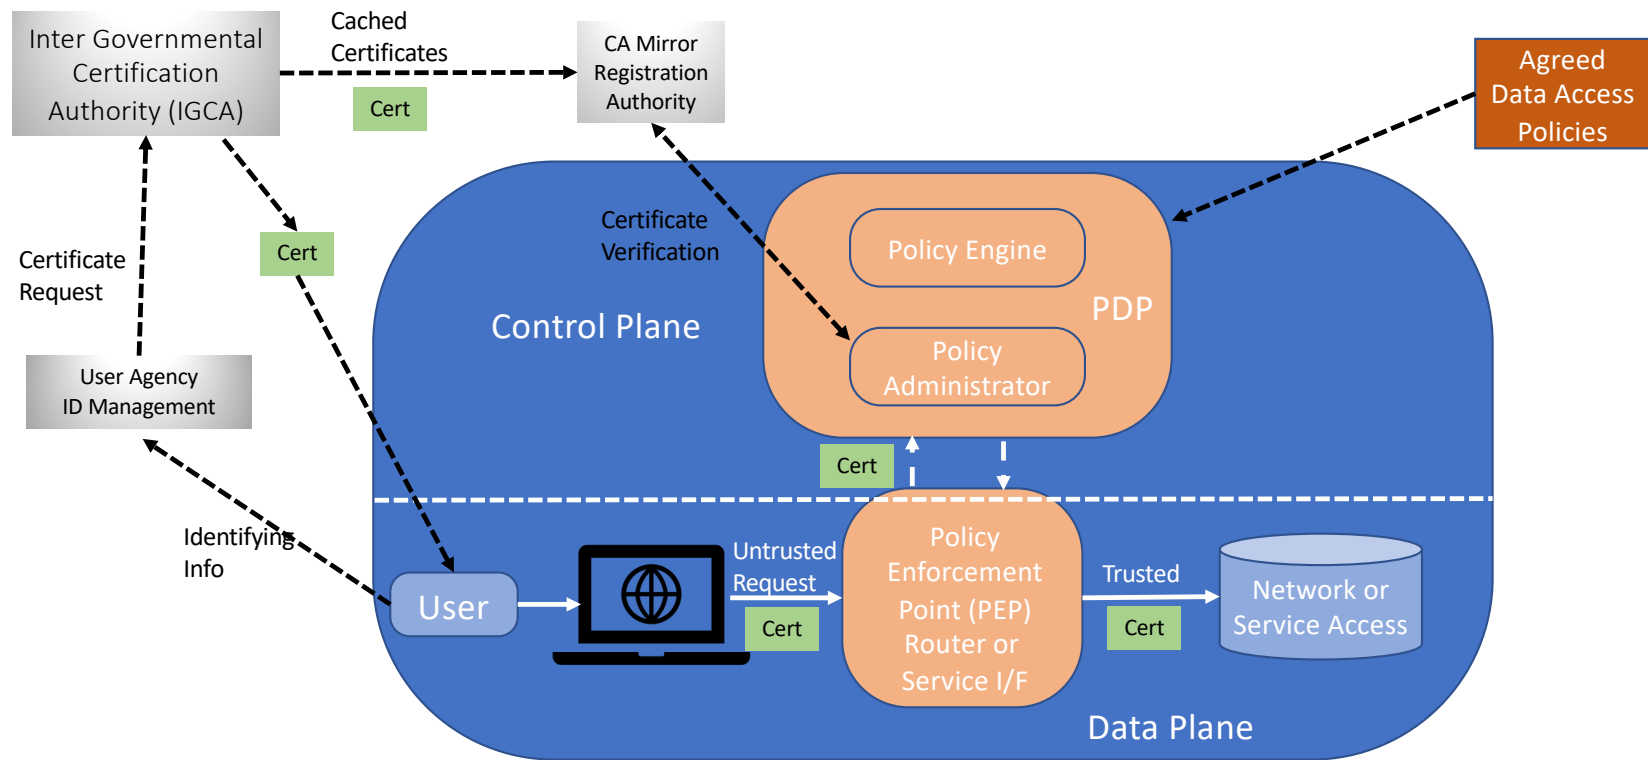 Inter Governmental
Certification
Authority (IGCA)
Cached
Certificates
Cert
CA Mirror
Registration
Authority
Agreed
Data Access
Policies
Certificate
Request
Cert
Certificate
Verification
Policy Engine
PDP
Control Plane
Policy
Administrator
User Agency
ID Management
Cert
Identifying
Info
User
Untrusted
Request
Cert
Policy
Enforcement
Point (PEP)
Router or
Service I/F
Trusted
Cert
Network or
Service Access
Data Plane